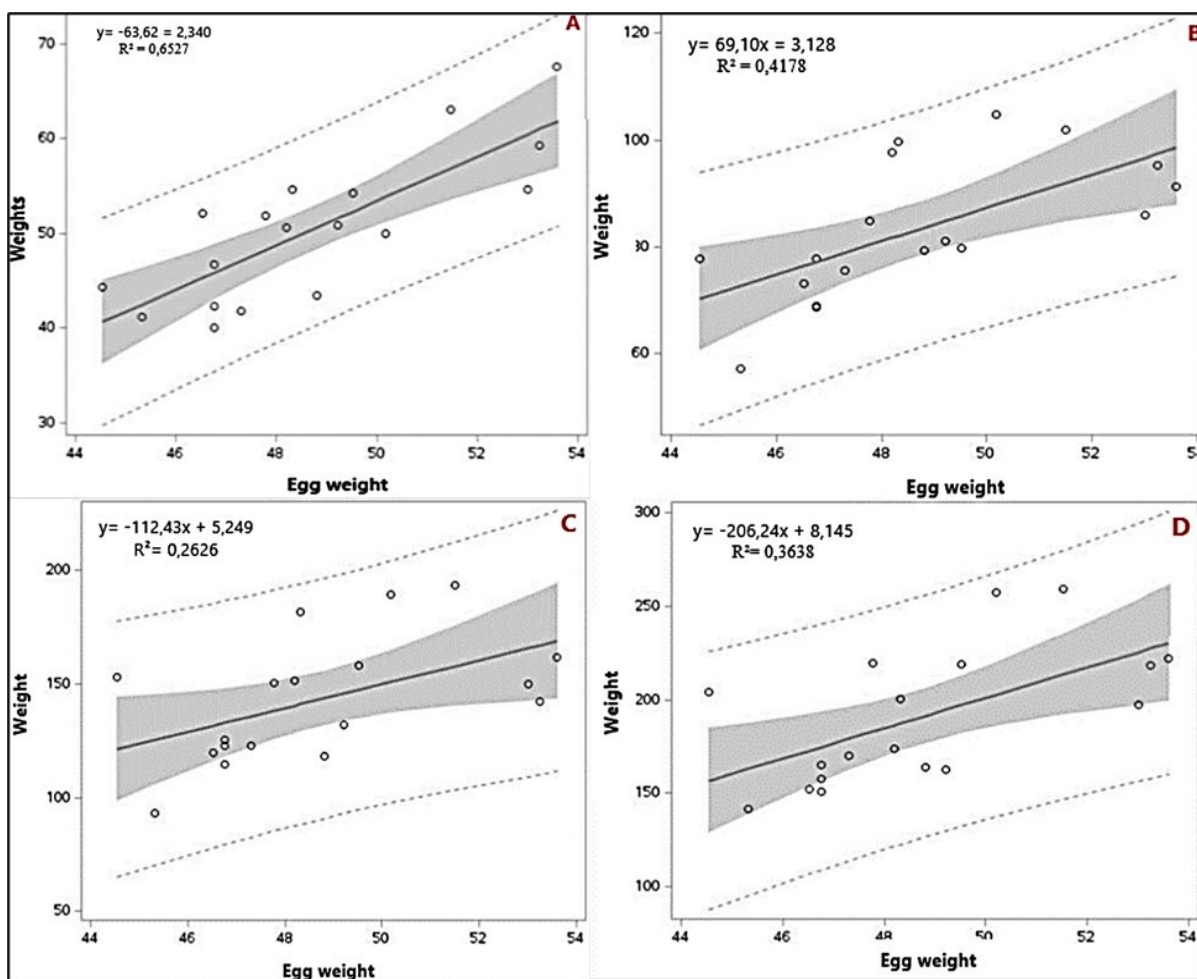 A
y= -63,62 = 2,340
R² = 0,6527
Weights
70
60
50
40
30
44 46 48 50 52 54
Egg weight
B
y= 69,10x = 3,128
R² = 0,4178
Weight
120
100
80
60
44 46 48 50 52 54
Egg weight
C
y= -112,43x + 5,249
R²= 0,2626
Weight
200
150
100
50
44 46 48 50 52 54
Egg weight
D
y= -206,24x + 8,145
R²= 0,3638
Weight
300
250
200
150
100
44 46 48 50 52 54
Egg weight